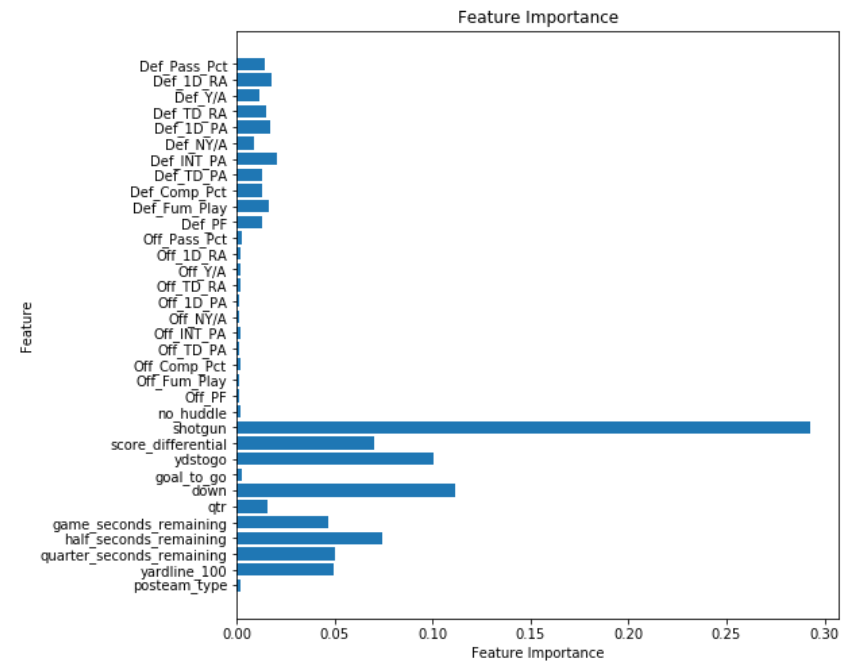 Feature Importance
Def_Pass_Pct
Def_1D_RA
Def_Y/A
Def_TD_RA
Def_1D_PA
Def_NY/A
Def_INT_PA
Def_TD_PA
Def_Comp_Pct
Def_Fum_Play
Def_PF
Off_Pass_Pct
Off_1D_RA
Off_Y/A
Off_TD_RA
Off_1D_PA
Off_NY/A
Off_INT_PA
Off_TD_PA
Off_Comp_Pct
Off_Fum_Play
Off_PF
no_huddle
shotgun
score_differential
ydstogo
goal_to_go
down
qtr
game_seconds_remaining
half_seconds_remaining
quarter_seconds_remaining
yardline_100
posteam_type
Feature
0.00 0.05 0.10 0.15 0.20 0.25 0.30
Feature Importance